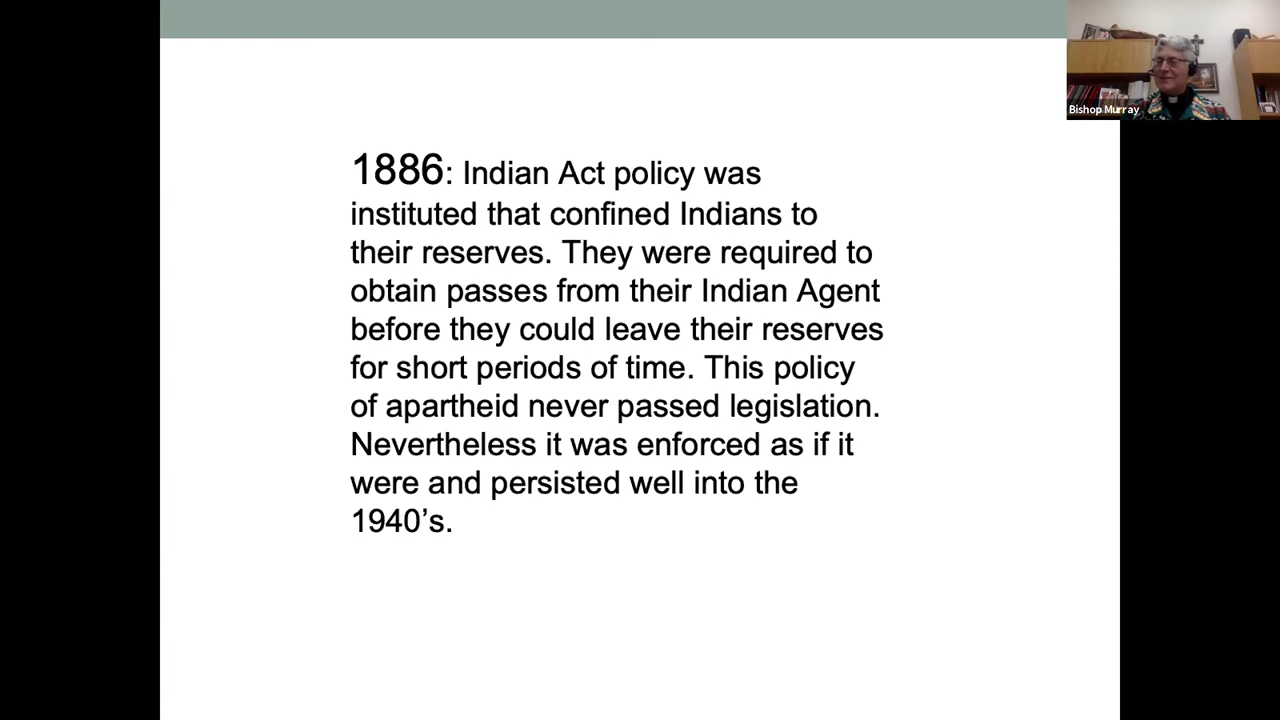 1886: Indian Act policy was
instituted that confined Indians to
their reserves. They were required to
obtain passes from their Indian Agent
before they could leave their reserves
for short periods of time. This policy
of apartheid never passed legislation.
Nevertheless it was enforced as if it
were and persisted well into the
1940’s.
Bishop Murray